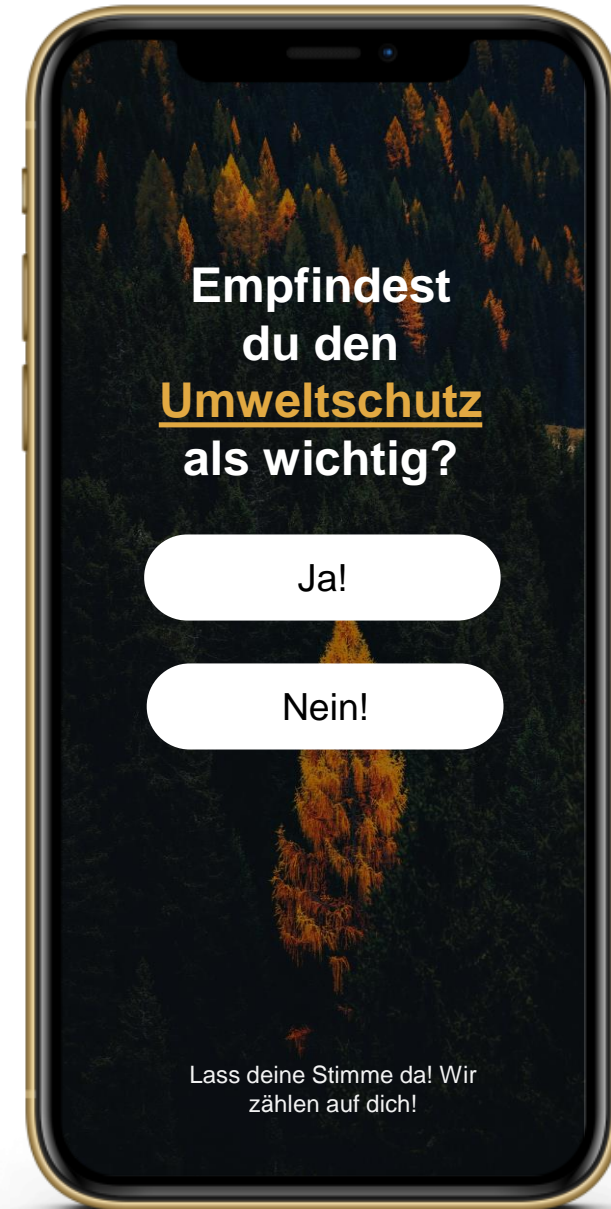 Empfindest
du den
Umweltschutz
als wichtig?
Ja!
Nein!
Lass deine Stimme da! Wir
zählen auf dich!